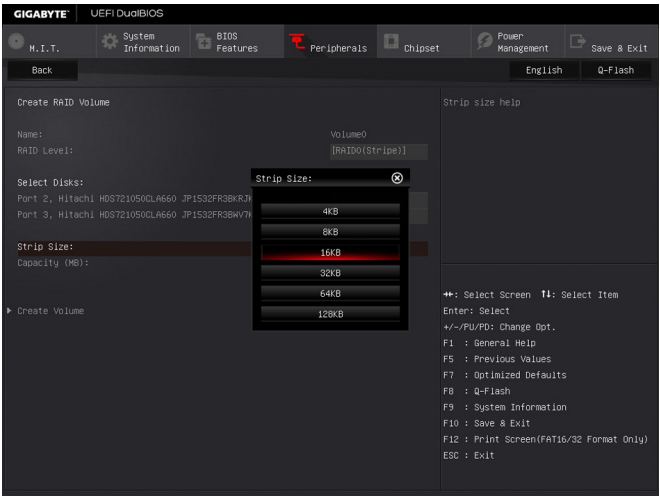 GIGABYTE™ UEFI DualBIOS
M.I.T.
System Information
BIOS Features
Peripherals
Chipset
Power Management
Save & Exit
Back
English
Q-Flash
Create RAID Volume
Name: Volume0
RAID Level: [RAID0(Stripe)]
Select Disks:
Port 2, Hitachi HDS721050CLA660 JP1532FR3BKRJK
Port 3, Hitachi HDS721050CLA660 JP1532FR3BWV7K
Strip Size:
Capacity (MB):
Create Volume
Strip Size:
4KB
8KB
16KB
32KB
64KB
128KB
Strip size help
→←: Select Screen ↑↓: Select Item
Enter: Select
+/-/PU/PD: Change Opt.
F1 : General Help
F5 : Previous Values
F7 : Optimized Defaults
F8 : Q-Flash
F9 : System Information
F10 : Save & Exit
F12 : Print Screen(FAT16/32 Format Only)
ESC : Exit